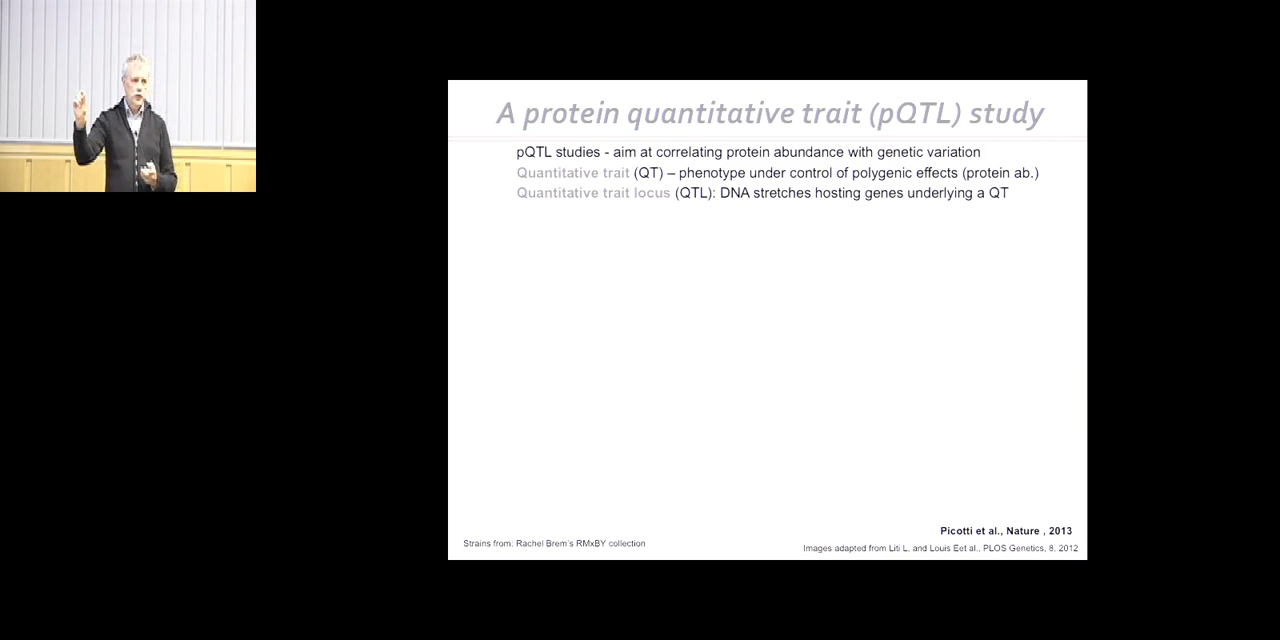 A protein quantitative trait (pQTL) study
pQTL studies - aim at correlating protein abundance with genetic variation
Quantitative trait (QT) – phenotype under control of polygenic effects (protein ab.)
Quantitative trait locus (QTL): DNA stretches hosting genes underlying a QT
Picotti et al., Nature , 2013
Strains from: Rachel Brem's RMxBY collection
Images adapted from Liti L, and Louis Eet al., PLOS Genetics, 8, 2012